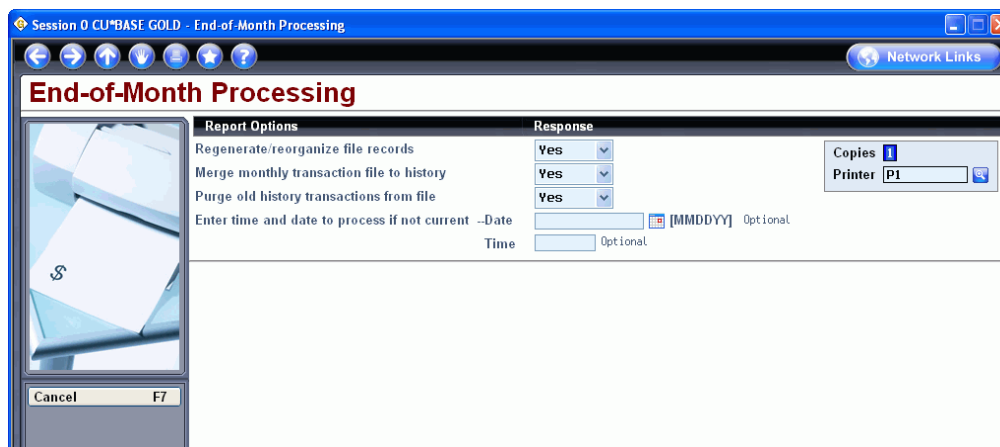 Session 0 CU*BASE GOLD - End-of-Month Processing
Network Links
End-of-Month Processing
Report Options Response
Regenerate/reorganize file records Yes
Merge monthly transaction file to history Yes
Purge old history transactions from file Yes
Enter time and date to process if not current --Date [MMDDYY] Optional
Time Optional
Copies 1
Printer P1
$
Cancel F7